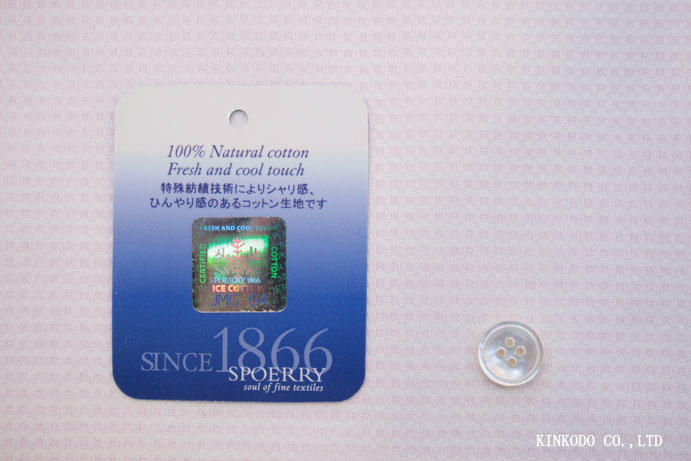 100% Natural cotton
Fresh and cool touch
特殊紡績技術によりシャリ感、
ひんやり感のあるコットン生地です
FRESH AND COOL TOUCH
CERTIFIED
COTTON
SPOERRY 1866
ICE COTTON
SINCE 1866
SPOERRY
soul of fine textiles
KINKODO CO.,LTD